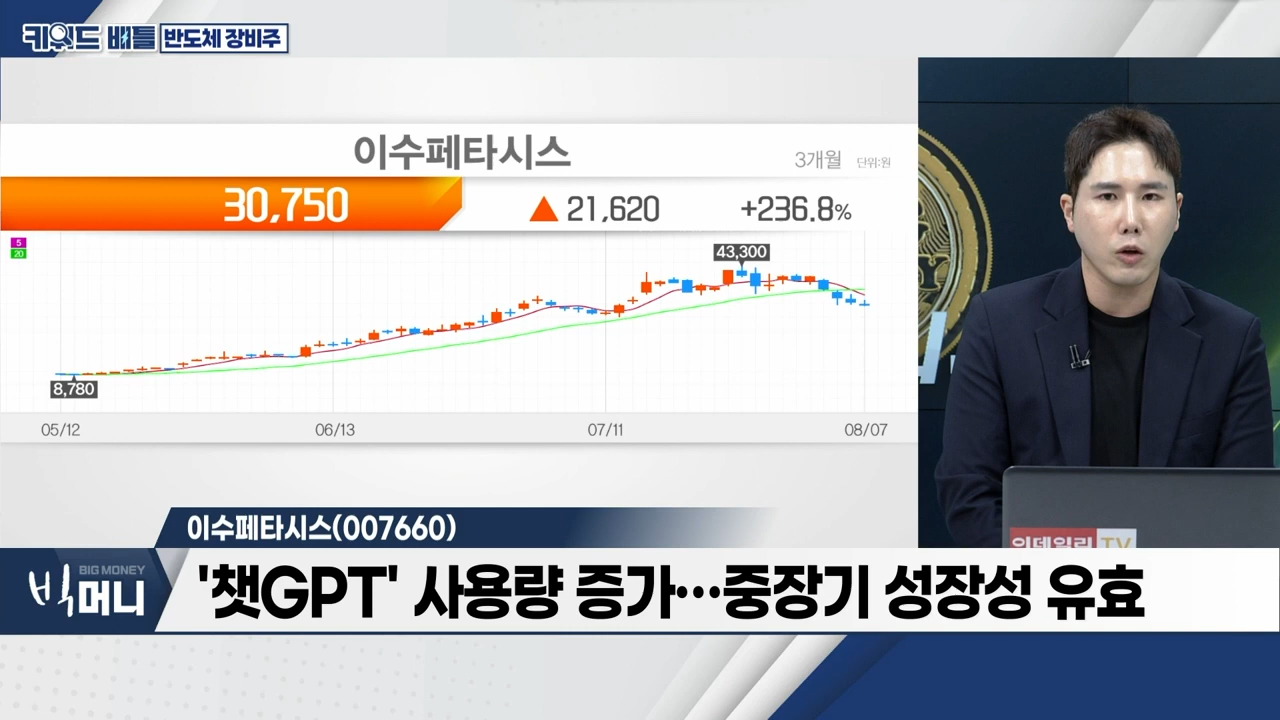 키워드 배틀 반도체 장비주
이수페타시스
3개월 단위:원
30,750 ▲ 21,620 +236.8%
5
20
43,300
8,780
05/12 06/13 07/11 08/07
이데일리 TV
이수페타시스(007660)
BIG MONEY
빅머니
'챗GPT' 사용량 증가…중장기 성장성 유효